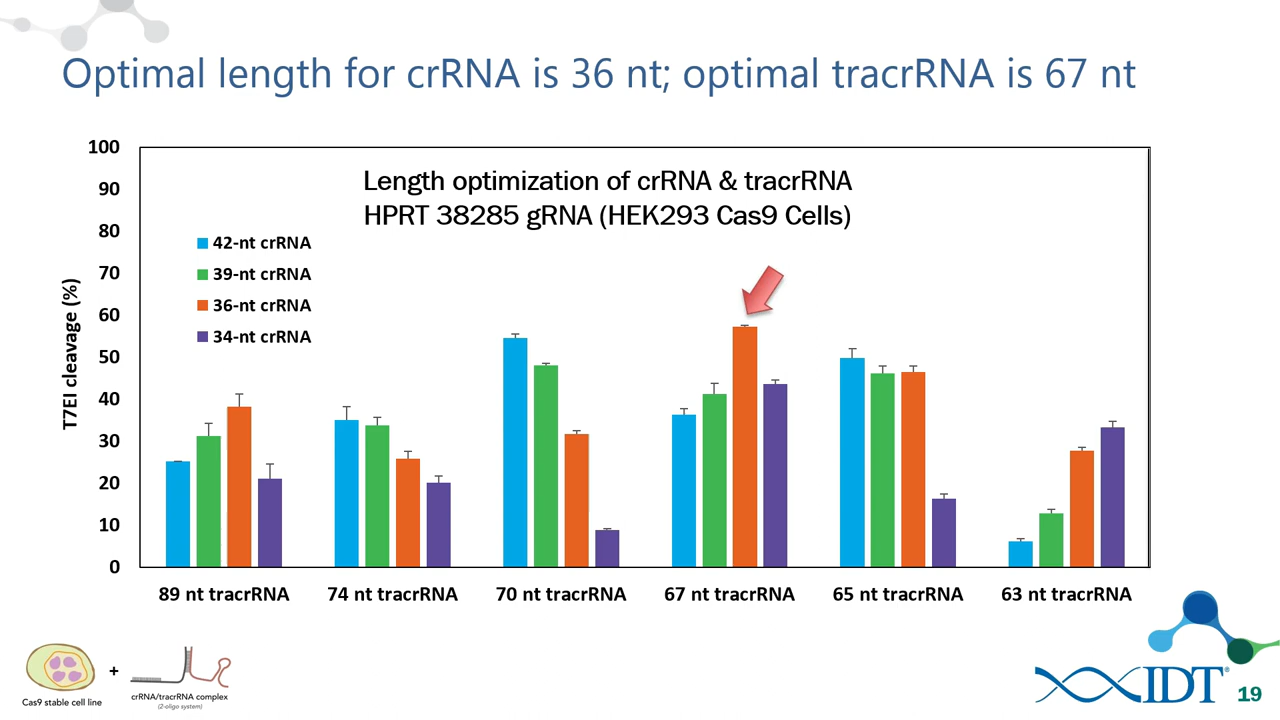 Optimal length for crRNA is 36 nt; optimal tracrRNA is 67 nt
Length optimization of crRNA & tracrRNA
HPRT 38285 gRNA (HEK293 Cas9 Cells)
42-nt crRNA
39-nt crRNA
36-nt crRNA
34-nt crRNA
T7EI cleavage (%)
100
90
80
70
60
50
40
30
20
10
0
89 nt tracrRNA
74 nt tracrRNA
70 nt tracrRNA
67 nt tracrRNA
65 nt tracrRNA
63 nt tracrRNA
Cas9 stable cell line
+
crRNA/tracrRNA complex
(2-oligo system)
IDT®
19